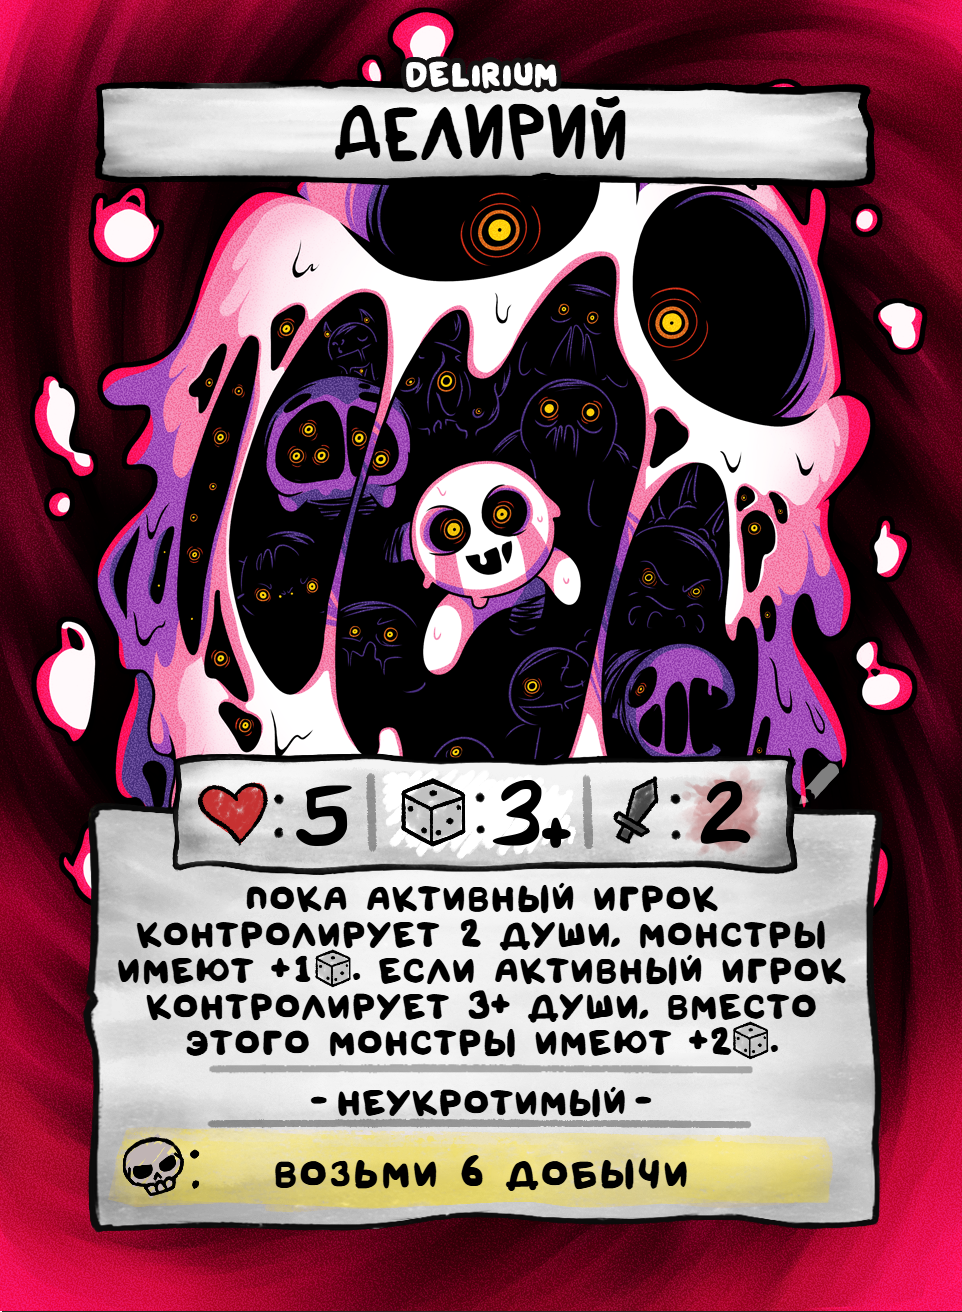 DELIRIUM
ДЕЛИРИЙ
: 5 : 3+ : 2
ПОКА АКТИВНЫЙ ИГРОК
КОНТРОЛИРУЕТ 2 ДУШИ, МОНСТРЫ
ИМЕЮТ +1. ЕСЛИ АКТИВНЫЙ ИГРОК
КОНТРОЛИРУЕТ 3+ ДУШИ, ВМЕСТО
ЭТОГО МОНСТРЫ ИМЕЮТ +2.
- НЕУКРОТИМЫЙ -
: ВОЗЬМИ 6 ДОБЫЧИ